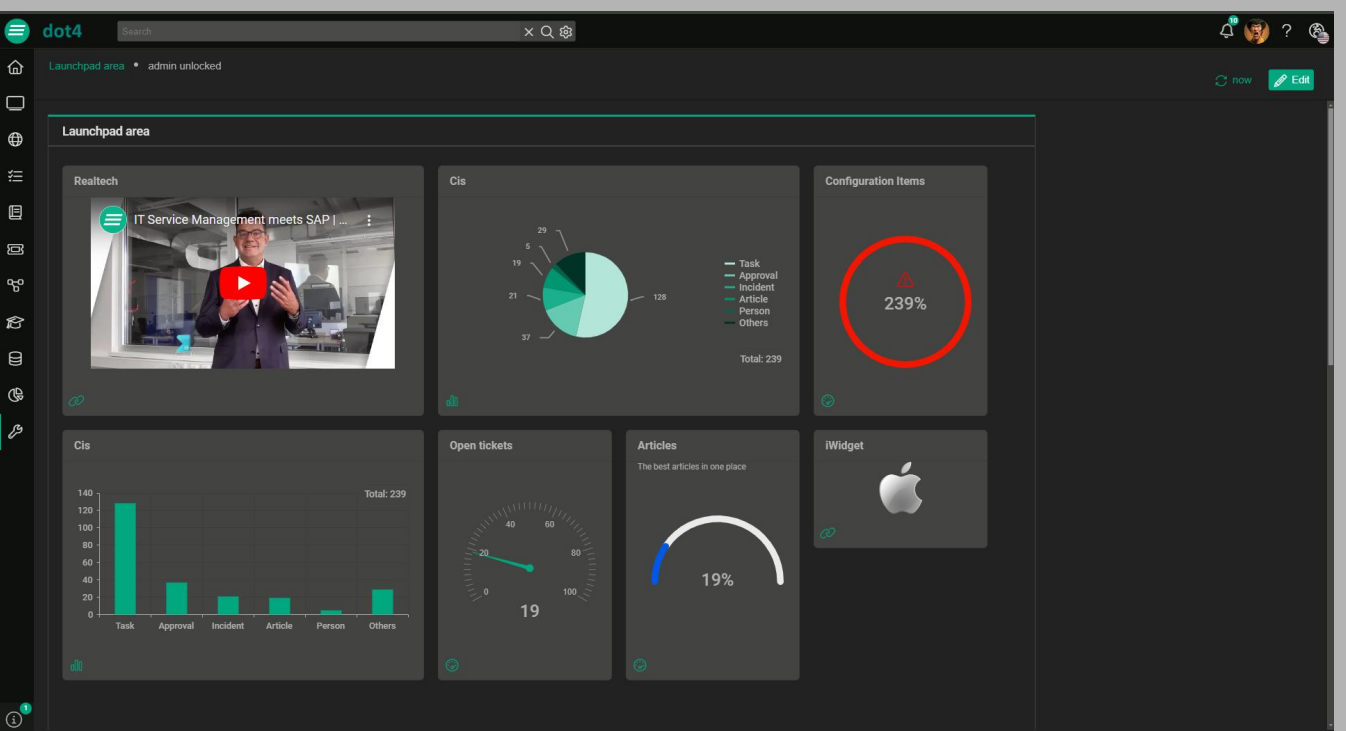 dot4
Search
10
?
Launchpad area • admin unlocked
now
Edit
Launchpad area
Realtech
IT Service Management meets SAP | ...
Cis
29
5
19
21
37
128
Task
Approval
Incident
Article
Person
Others
Total: 239
Configuration Items
239%
Cis
Total: 239
140
120
100
80
60
40
20
0
Task Approval Incident Article Person Others
Open tickets
40 60
20 80
0 100
19
Articles
The best articles in one place
19%
iWidget
1